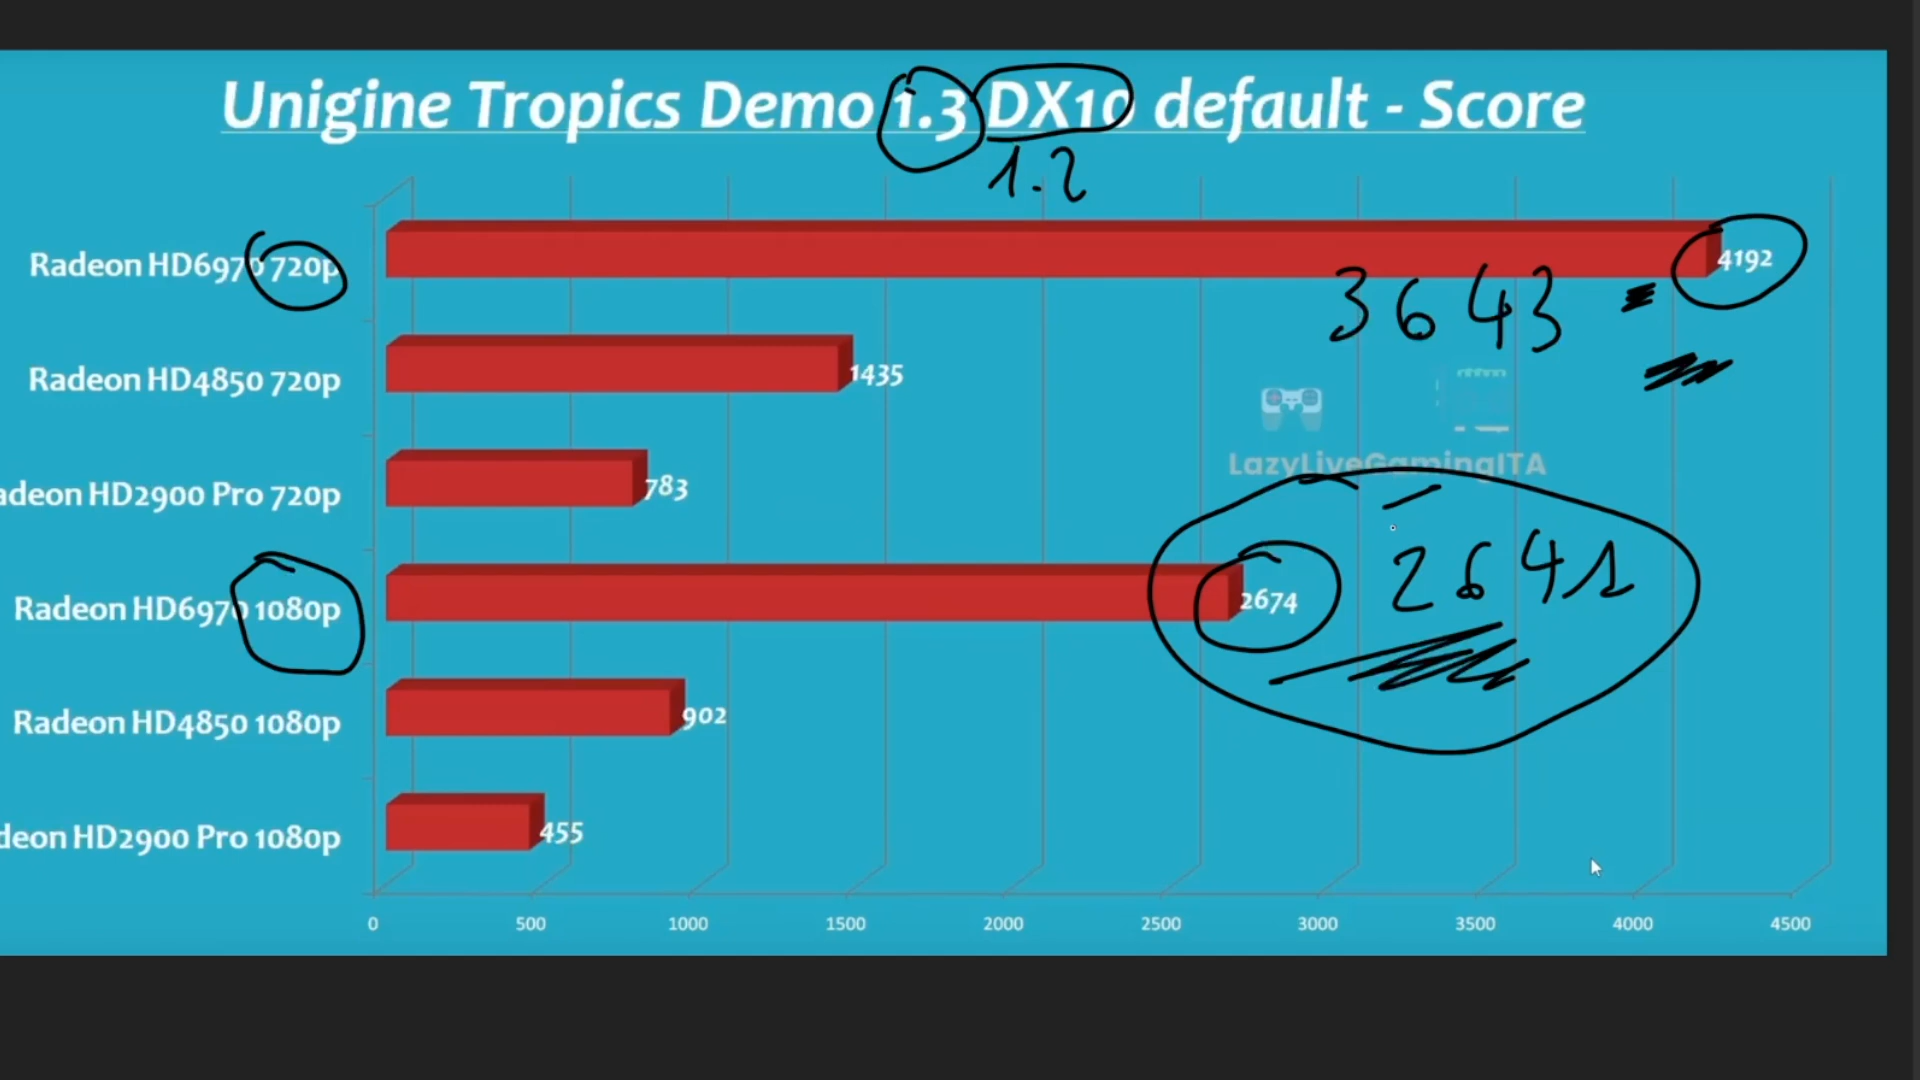 Unigine Tropics Demo 1.3 DX10 default - Score
1.2
Radeon HD6970 720p
4192
3643
Radeon HD4850 720p
1435
LazyLiveGamingITA
adeon HD2900 Pro 720p
783
Radeon HD6970 1080p
2674
2641
Radeon HD4850 1080p
902
deon HD2900 Pro 1080p
455
0 500 1000 1500 2000 2500 3000 3500 4000 4500